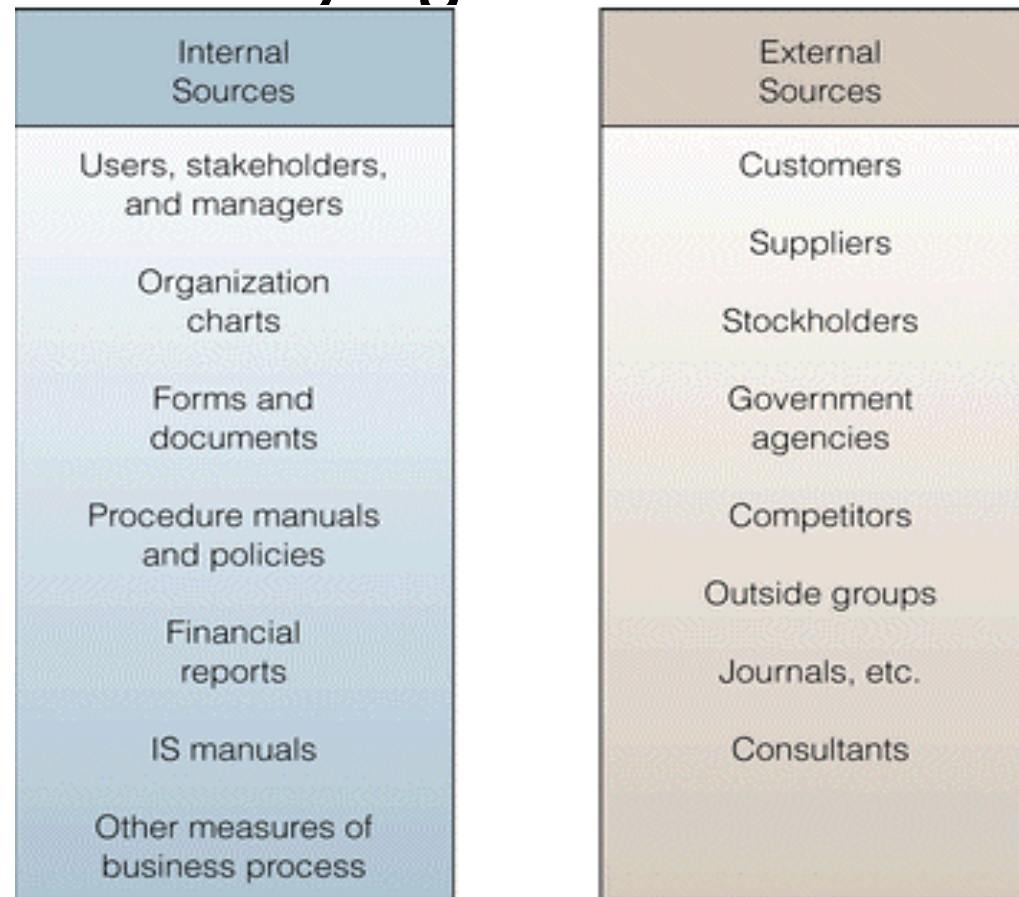 Internal
Sources
Users, stakeholders,
and managers
Organization
charts
Forms and
documents
Procedure manuals
and policies
Financial
reports
IS manuals
Other measures of
business process
External
Sources
Customers
Suppliers
Stockholders
Government
agencies
Competitors
Outside groups
Journals, etc.
Consultants